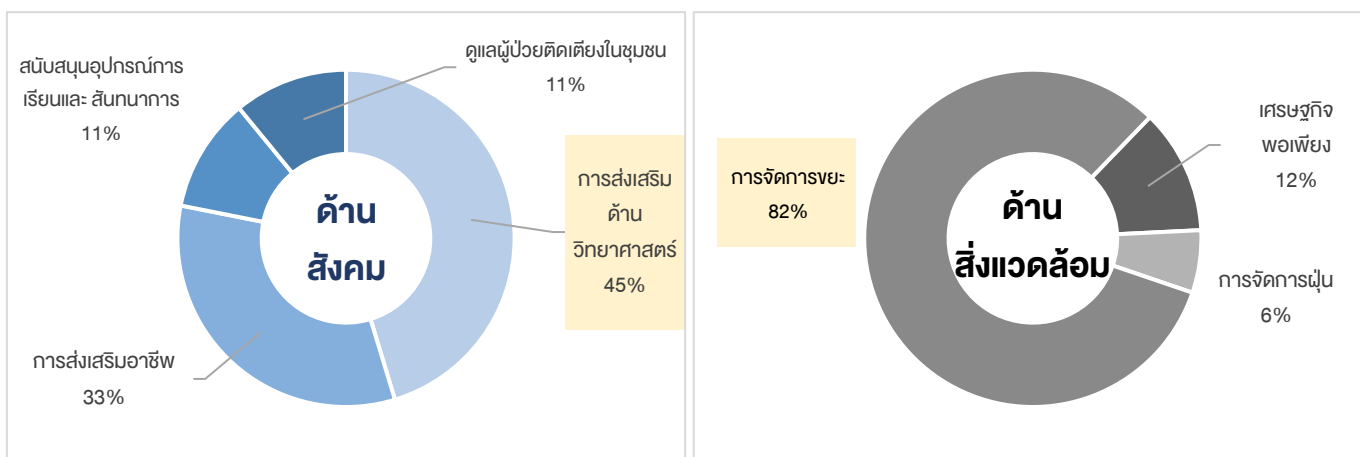 สนับสนุนอุปกรณ์การ
เรียนและ สันทนาการ
11%
ดูแลผู้ป่วยติดเตียงในชุมชน
11%
การส่งเสริม
ด้าน
วิทยาศาสตร์
45%
ด้าน
สังคม
การส่งเสริมอาชีพ
33%
การจัดการขยะ
82%
เศรษฐกิจ
พอเพียง
12%
ด้าน
สิ่งแวดล้อม
การจัดการฝุ่น
6%